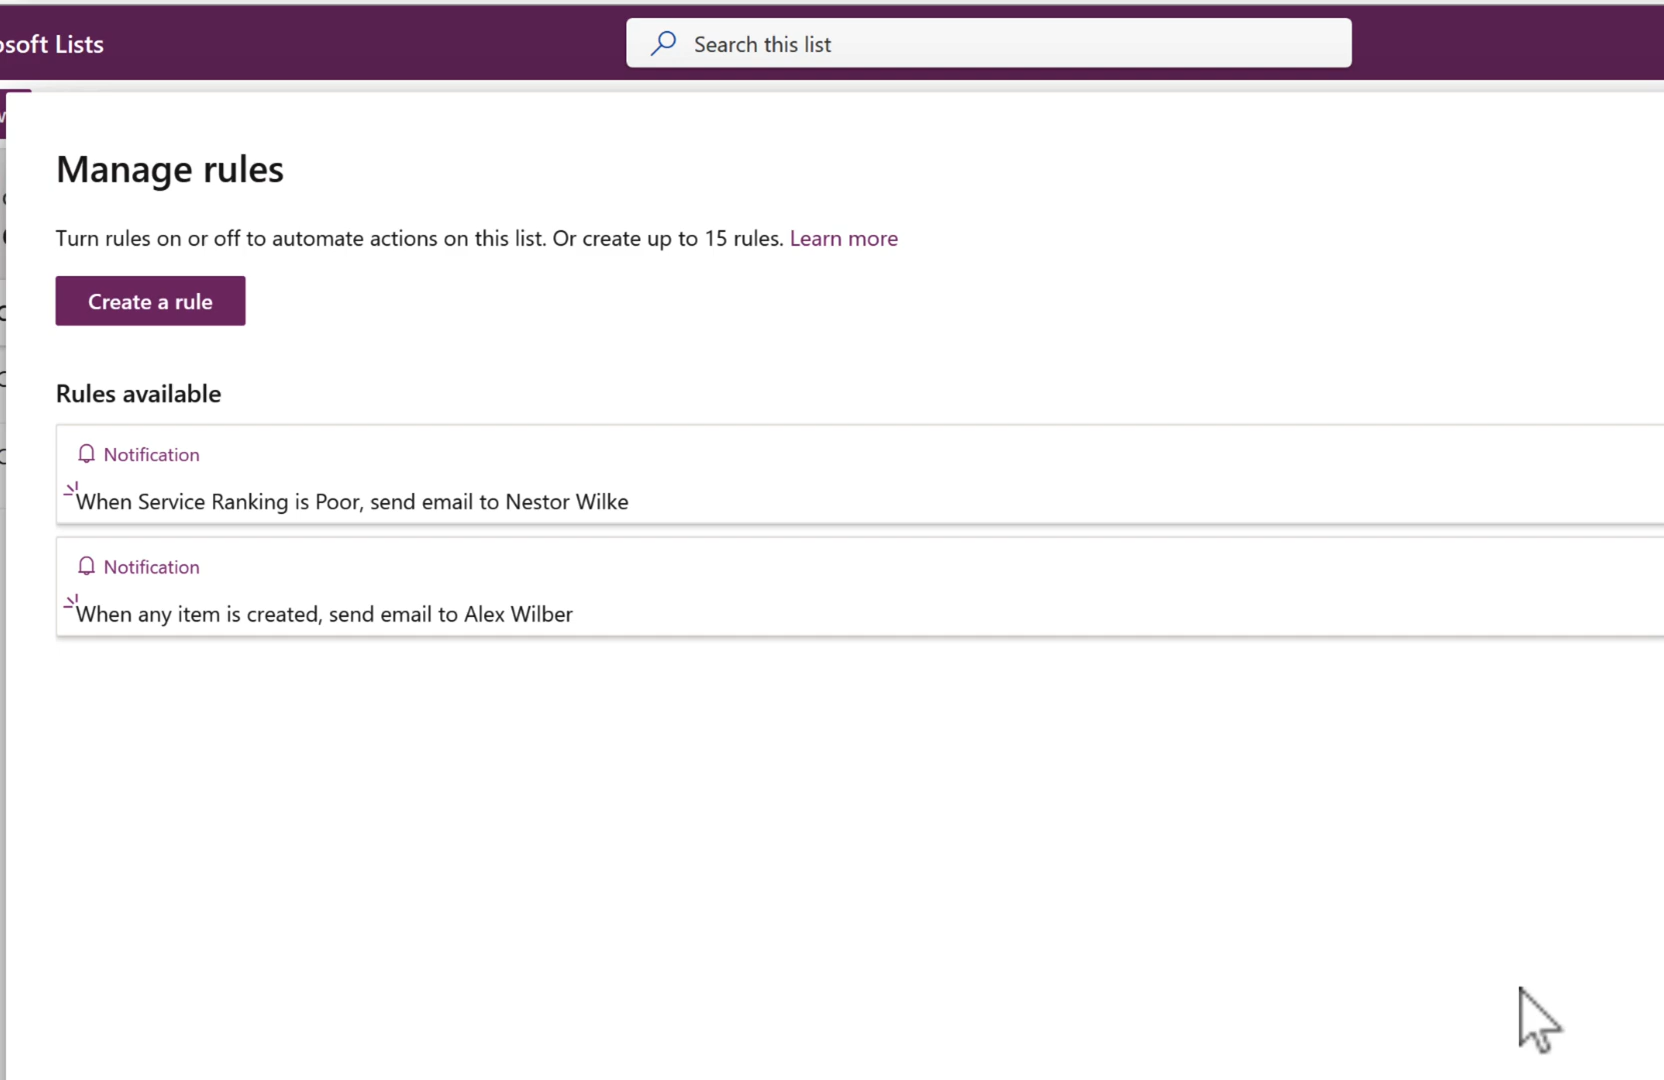 osoft Lists
Search this list
Manage rules
Turn rules on or off to automate actions on this list. Or create up to 15 rules. Learn more
Create a rule
Rules available
Notification
When Service Ranking is Poor, send email to Nestor Wilke
Notification
When any item is created, send email to Alex Wilber